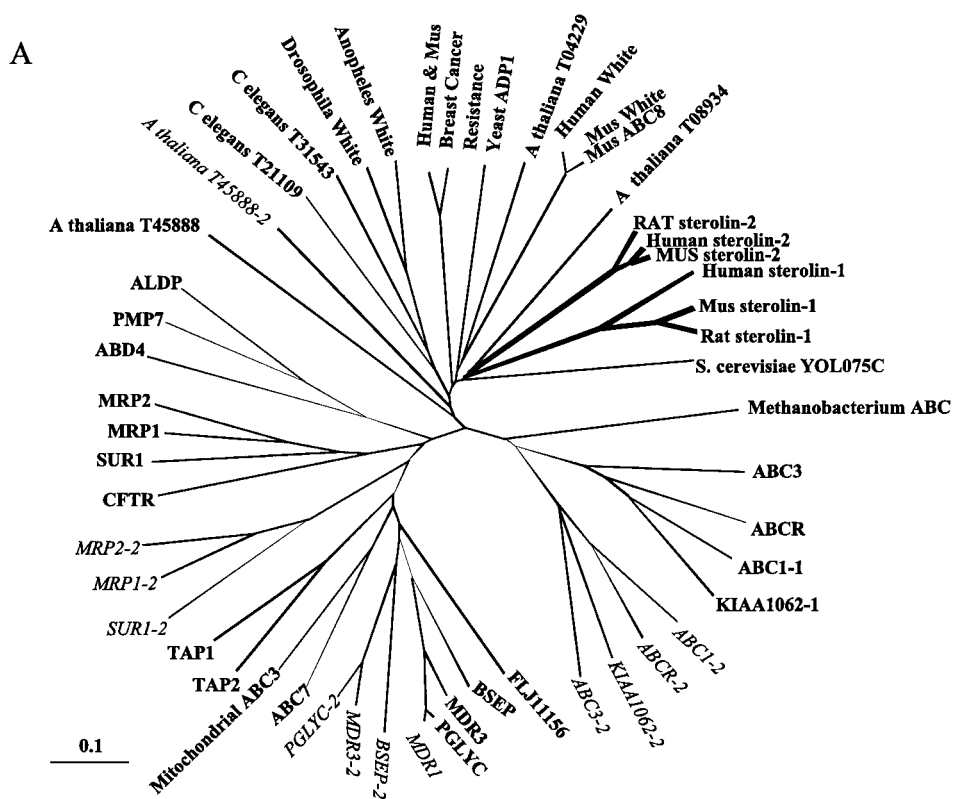 A
A thaliana T45888
A thaliana T45888-2
C elegans T21109
C elegans T31543
Drosophila White
Anopheles White
Human & Mus
Breast Cancer
Resistance
Yeast ADP1
A thaliana T04229
Human White
Mus White
Mus ABC8
A thaliana T08934
RAT sterolin-2
Human sterolin-2
MUS sterolin-2
Human sterolin-1
Mus sterolin-1
Rat sterolin-1
S. cerevisiae YOL075C
Methanobacterium ABC
ABC3
ABCR
ABC1-1
KIAA1062-1
ABC1-2
ABCR-2
KIAA1062-2
ABC3-2
FLJ11156
BSEP
MDR3
PGLYC
MDR1
BSEP-2
MDR3-2
PGLYC-2
ABC7
Mitochondrial ABC3
TAP2
TAP1
SUR1-2
MRP1-2
MRP2-2
CFTR
SUR1
MRP1
MRP2
ABD4
PMP7
ALDP
0.1